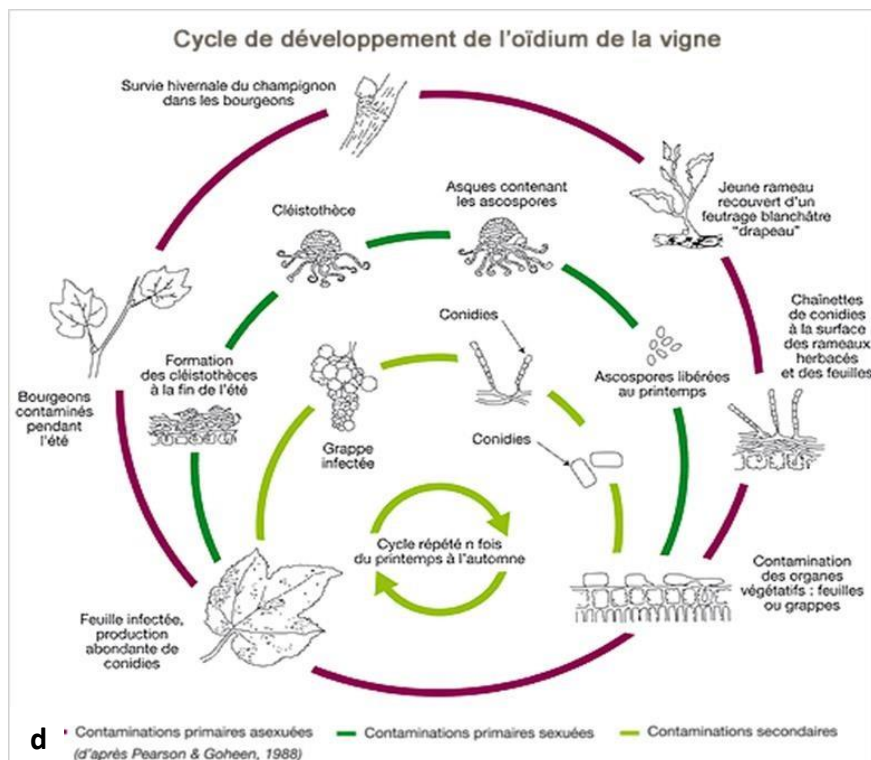 Cycle de développement de l'oïdium de la vigne
Survie hivernale du champignon
dans les bourgeons
Jeune rameau
recouvert d'un
feutrage blanchâtre
"drapeau"
Asques contenant
les ascospores
Cléistothèce
Chaînettes
de conidies
à la surface
des rameaux
herbacés
et des feuilles
Conidies
Formation
des cléistothèces
à la fin de l'été
Ascospores libérées
au printemps
Bourgeons
contaminés
pendant
l'été
Grappe
infectée
Conidies
Cycle répété n fois
du printemps à l'automne
Contamination
des organes
végétatifs : feuilles
ou grappes
Feuille infectée,
production
abondante de
conidies
d
Contaminations primaires asexuées
Contaminations primaires sexuées
Contaminations secondaires
(d'après Pearson & Goheen, 1988)